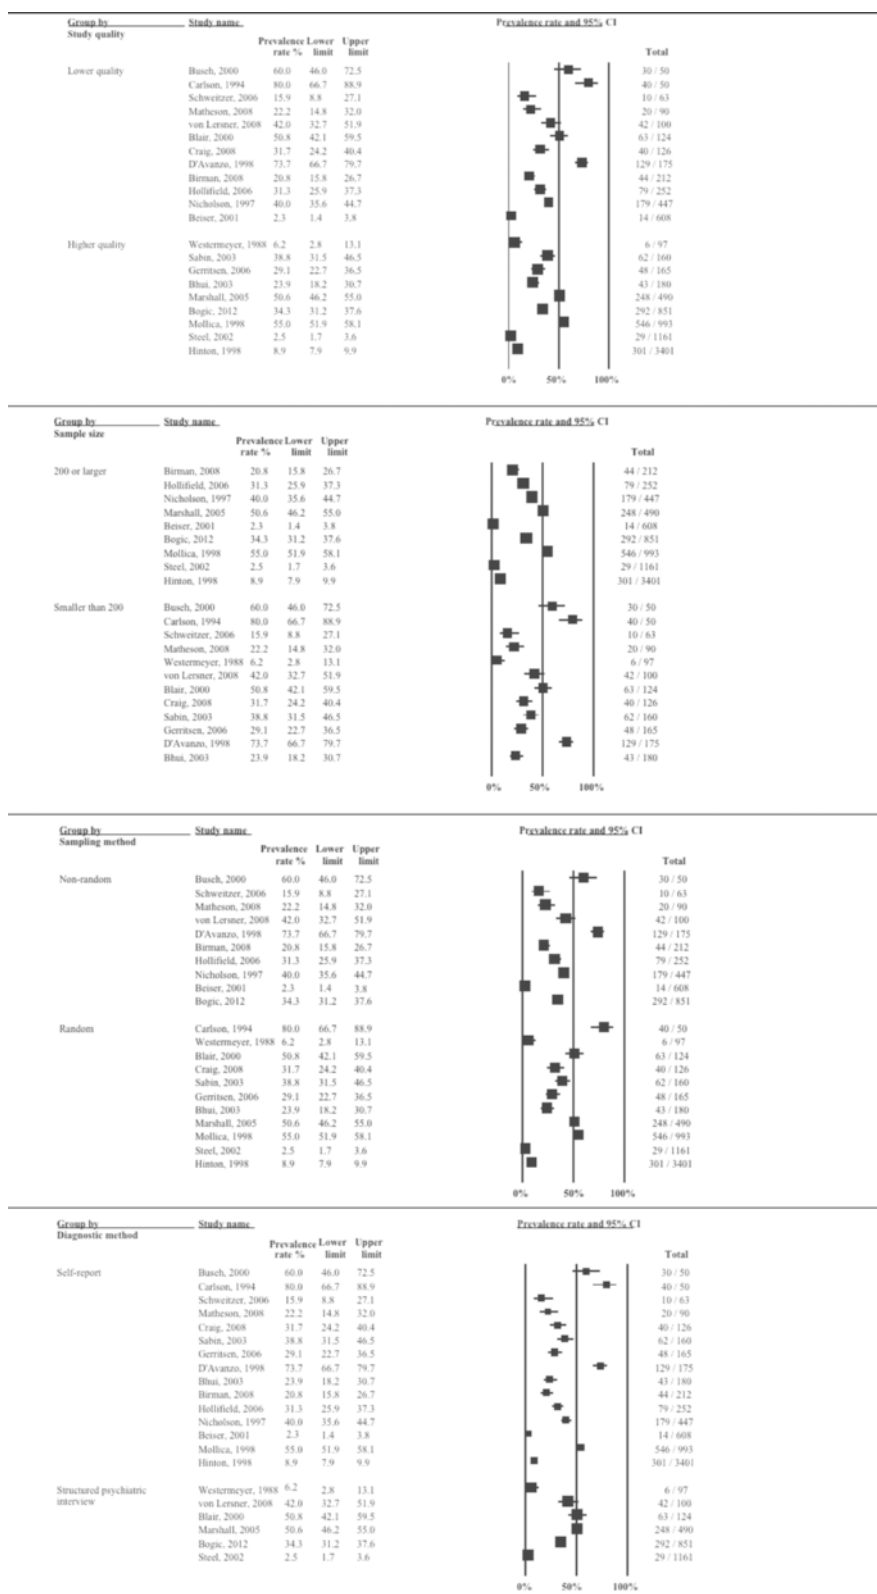 Group by Study name Prevalence rate and 95% CI
Study quality
Prevalence Lower Upper
rate % limit limit Total
Lower quality Busch, 2000 60.0 46.0 72.5 30 / 50
Carlson, 1994 80.0 66.7 88.9 40 / 50
Schweitzer, 2006 15.9 8.8 27.1 10 / 63
Matheson, 2008 22.2 14.8 32.0 20 / 90
von Lersner, 2008 42.0 32.7 51.9 42 / 100
Blair, 2000 50.8 42.1 59.5 63 / 124
Craig, 2008 31.7 24.2 40.4 40 / 126
D'Avanzo, 1998 73.7 66.7 79.7 129 / 175
Birman, 2008 20.8 15.8 26.7 44 / 212
Hollifield, 2006 31.3 25.9 37.3 79 / 252
Nicholson, 1997 40.0 35.6 44.7 179 / 447
Beiser, 2001 2.3 1.4 3.8 14 / 608
Higher quality Westermeyer, 1988 6.2 2.8 13.1 6 / 97
Sabin, 2003 38.8 31.5 46.5 62 / 160
Gerritsen, 2006 29.1 22.7 36.5 48 / 165
Bhui, 2003 23.9 18.2 30.7 43 / 180
Marshall, 2005 50.6 46.2 55.0 248 / 490
Bogic, 2012 34.3 31.2 37.6 292 / 851
Mollica, 1998 55.0 51.9 58.1 546 / 993
Steel, 2002 2.5 1.7 3.6 29 / 1161
Hinton, 1998 8.9 7.9 9.9 301 / 3401
0% 50% 100%
Group by Study name Prevalence rate and 95% CI
Sample size
Prevalence Lower Upper
rate % limit limit Total
200 or larger Birman, 2008 20.8 15.8 26.7 44 / 212
Hollifield, 2006 31.3 25.9 37.3 79 / 252
Nicholson, 1997 40.0 35.6 44.7 179 / 447
Marshall, 2005 50.6 46.2 55.0 248 / 490
Beiser, 2001 2.3 1.4 3.8 14 / 608
Bogic, 2012 34.3 31.2 37.6 292 / 851
Mollica, 1998 55.0 51.9 58.1 546 / 993
Steel, 2002 2.5 1.7 3.6 29 / 1161
Hinton, 1998 8.9 7.9 9.9 301 / 3401
Smaller than 200 Busch, 2000 60.0 46.0 72.5 30 / 50
Carlson, 1994 80.0 66.7 88.9 40 / 50
Schweitzer, 2006 15.9 8.8 27.1 10 / 63
Matheson, 2008 22.2 14.8 32.0 20 / 90
Westermeyer, 1988 6.2 2.8 13.1 6 / 97
von Lersner, 2008 42.0 32.7 51.9 42 / 100
Blair, 2000 50.8 42.1 59.5 63 / 124
Craig, 2008 31.7 24.2 40.4 40 / 126
Sabin, 2003 38.8 31.5 46.5 62 / 160
Gerritsen, 2006 29.1 22.7 36.5 48 / 165
D'Avanzo, 1998 73.7 66.7 79.7 129 / 175
Bhui, 2003 23.9 18.2 30.7 43 / 180
0% 50% 100%
Group by Study name Prevalence rate and 95% CI
Sampling method
Prevalence Lower Upper
rate % limit limit Total
Non-random Busch, 2000 60.0 46.0 72.5 30 / 50
Schweitzer, 2006 15.9 8.8 27.1 10 / 63
Matheson, 2008 22.2 14.8 32.0 20 / 90
von Lersner, 2008 42.0 32.7 51.9 42 / 100
D'Avanzo, 1998 73.7 66.7 79.7 129 / 175
Birman, 2008 20.8 15.8 26.7 44 / 212
Hollifield, 2006 31.3 25.9 37.3 79 / 252
Nicholson, 1997 40.0 35.6 44.7 179 / 447
Beiser, 2001 2.3 1.4 3.8 14 / 608
Bogic, 2012 34.3 31.2 37.6 292 / 851
Random Carlson, 1994 80.0 66.7 88.9 40 / 50
Westermeyer, 1988 6.2 2.8 13.1 6 / 97
Blair, 2000 50.8 42.1 59.5 63 / 124
Craig, 2008 31.7 24.2 40.4 40 / 126
Sabin, 2003 38.8 31.5 46.5 62 / 160
Gerritsen, 2006 29.1 22.7 36.5 48 / 165
Bhui, 2003 23.9 18.2 30.7 43 / 180
Marshall, 2005 50.6 46.2 55.0 248 / 490
Mollica, 1998 55.0 51.9 58.1 546 / 993
Steel, 2002 2.5 1.7 3.6 29 / 1161
Hinton, 1998 8.9 7.9 9.9 301 / 3401
0% 50% 100%
Group by Study name Prevalence rate and 95% CI
Diagnostic method
Prevalence Lower Upper
rate % limit limit Total
Self-report Busch, 2000 60.0 46.0 72.5 30 / 50
Carlson, 1994 80.0 66.7 88.9 40 / 50
Schweitzer, 2006 15.9 8.8 27.1 10 / 63
Matheson, 2008 22.2 14.8 32.0 20 / 90
Craig, 2008 31.7 24.2 40.4 40 / 126
Sabin, 2003 38.8 31.5 46.5 62 / 160
Gerritsen, 2006 29.1 22.7 36.5 48 / 165
D'Avanzo, 1998 73.7 66.7 79.7 129 / 175
Bhui, 2003 23.9 18.2 30.7 43 / 180
Birman, 2008 20.8 15.8 26.7 44 / 212
Hollifield, 2006 31.3 25.9 37.3 79 / 252
Nicholson, 1997 40.0 35.6 44.7 179 / 447
Beiser, 2001 2.3 1.4 3.8 14 / 608
Mollica, 1998 55.0 51.9 58.1 546 / 993
Hinton, 1998 8.9 7.9 9.9 301 / 3401
Structured psychiatric Westermeyer, 1988 6.2 2.8 13.1 6 / 97
interview von Lersner, 2008 42.0 32.7 51.9 42 / 100
Blair, 2000 50.8 42.1 59.5 63 / 124
Marshall, 2005 50.6 46.2 55.0 248 / 490
Bogic, 2012 34.3 31.2 37.6 292 / 851
Steel, 2002 2.5 1.7 3.6 29 / 1161
0% 50% 100%